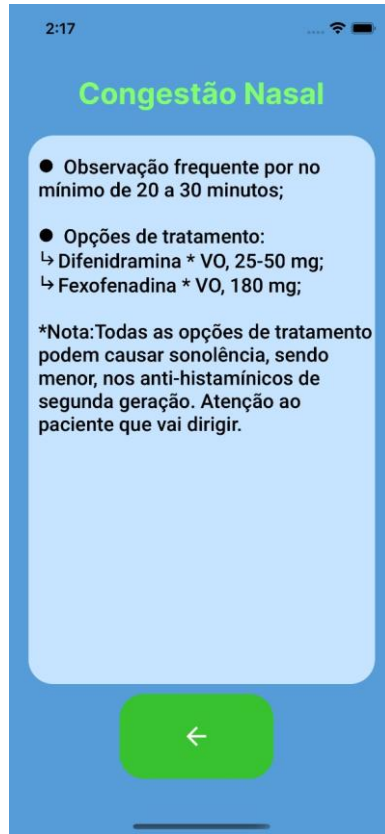 2:17
Congestão Nasal
● Observação frequente por no
mínimo de 20 a 30 minutos;
● Opções de tratamento:
↳ Difenidramina * VO, 25-50 mg;
↳ Fexofenadina * VO, 180 mg;
*Nota:Todas as opções de tratamento
podem causar sonolência, sendo
menor, nos anti-histamínicos de
segunda geração. Atenção ao
paciente que vai dirigir.